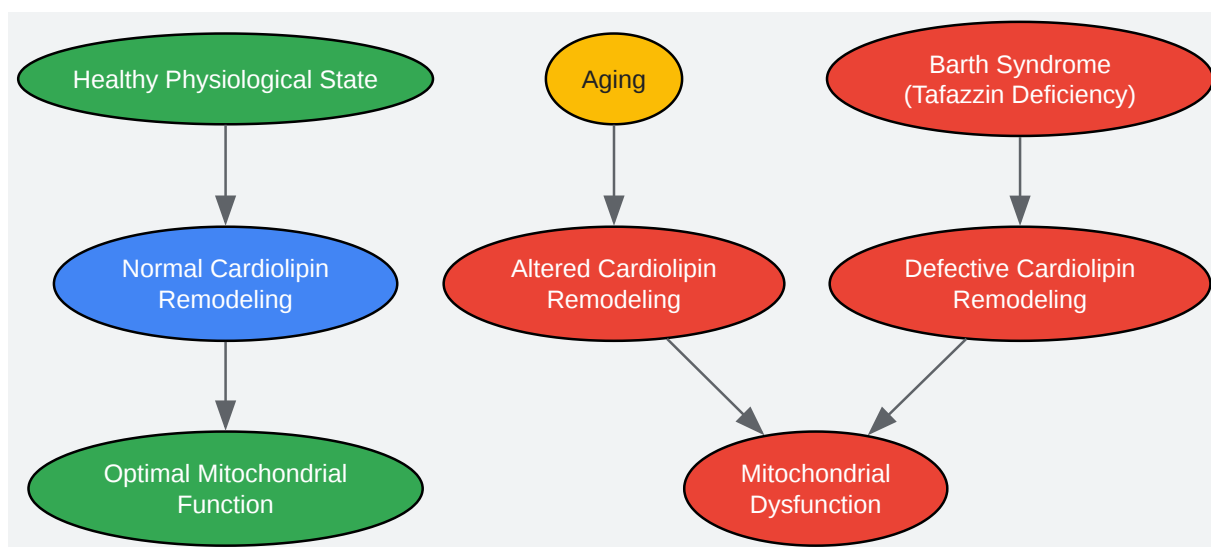 Healthy Physiological State
Aging
Barth Syndrome
(Tafazzin Deficiency)
Normal Cardiolipin
Remodeling
Altered Cardiolipin
Remodeling
Defective Cardiolipin
Remodeling
Optimal Mitochondrial
Function
Mitochondrial
Dysfunction